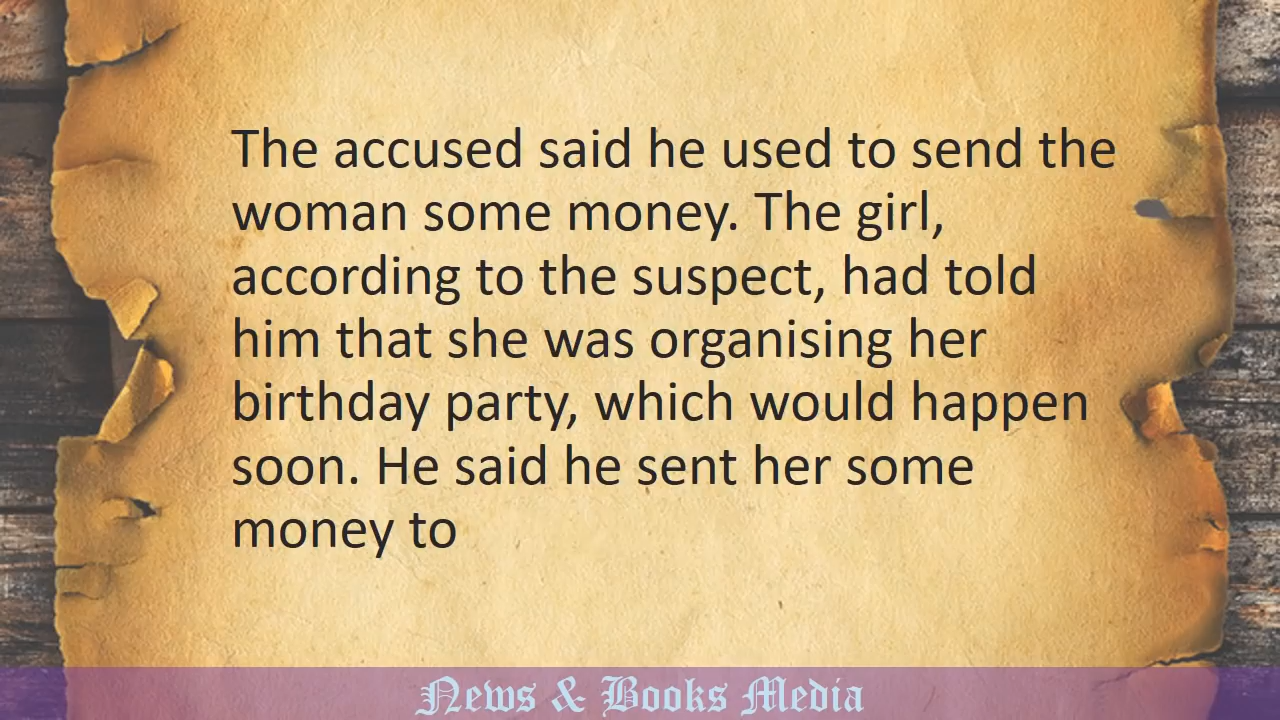 The accused said he used to send the
woman some money. The girl,
according to the suspect, had told
him that she was organising her
birthday party, which would happen
soon. He said he sent her some
money to
News & Books Media